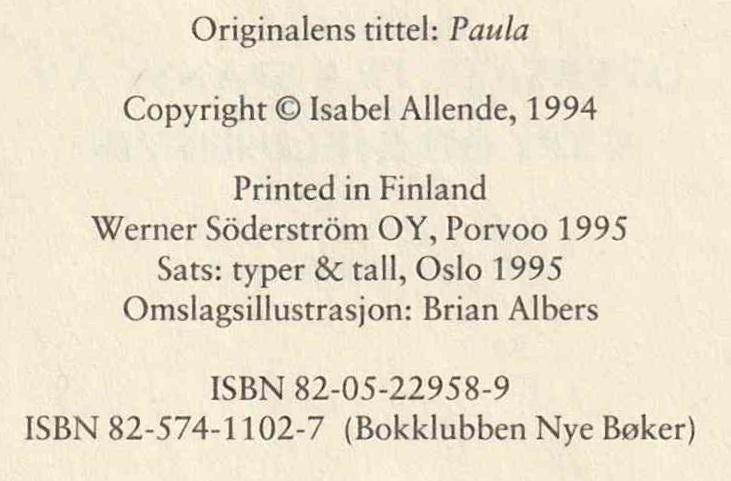 Originalens tittel: Paula
Copyright © Isabel Allende, 1994
Printed in Finland
Werner Söderström OY, Porvoo 1995
Sats: typer & tall, Oslo 1995
Omslagsillustrasjon: Brian Albers
ISBN 82-05-22958-9
ISBN 82-574-1102-7 (Bokklubben Nye Bøker)